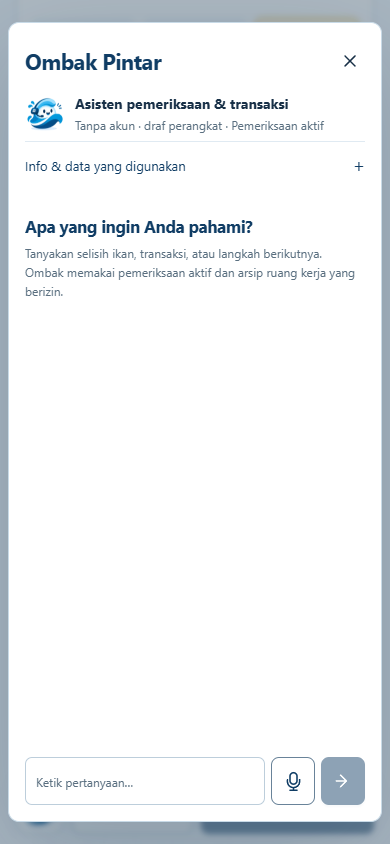 Ombak Pintar
Asisten pemeriksaan & transaksi
Tanpa akun · draf perangkat · Pemeriksaan aktif
Info & data yang digunakan +
Apa yang ingin Anda pahami?
Tanyakan selisih ikan, transaksi, atau langkah berikutnya.
Ombak memakai pemeriksaan aktif dan arsip ruang kerja yang
berizin.
Ketik pertanyaan...